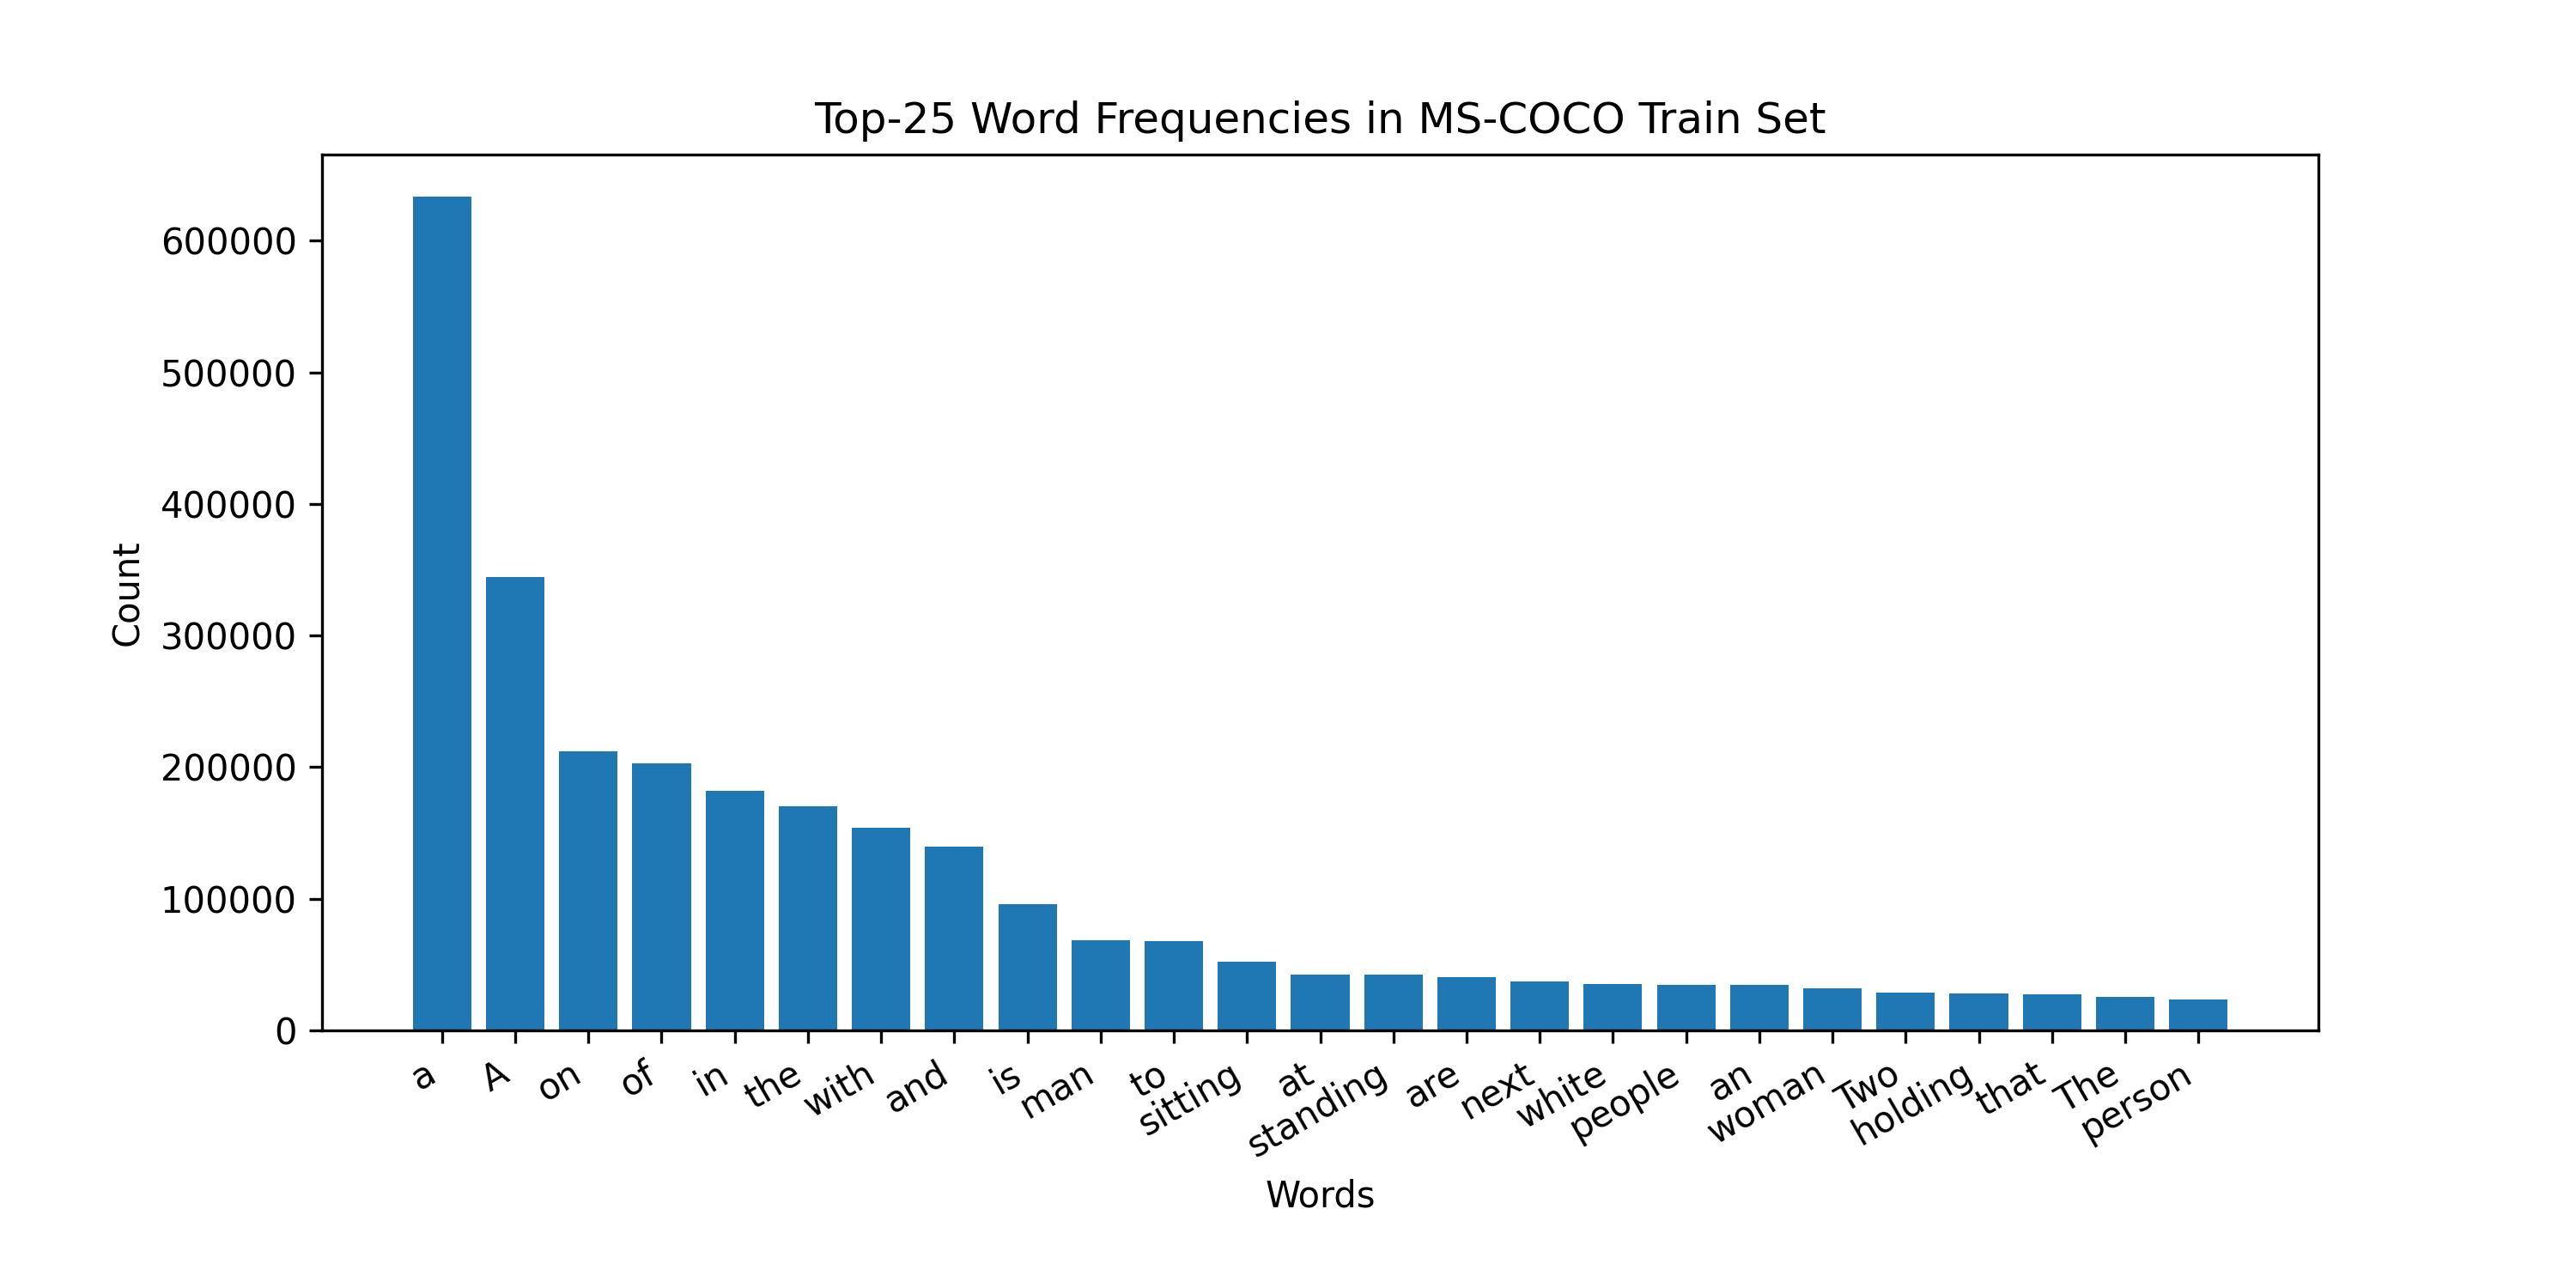 Top-25 Word Frequencies in MS-COCO Train Set
600000
500000
400000
300000
200000
100000
0
Count
a
A
on
of
in
the
with
and
is
man
to
sitting
at
standing
are
next
white
people
an
woman
Two
holding
that
The
person
Words